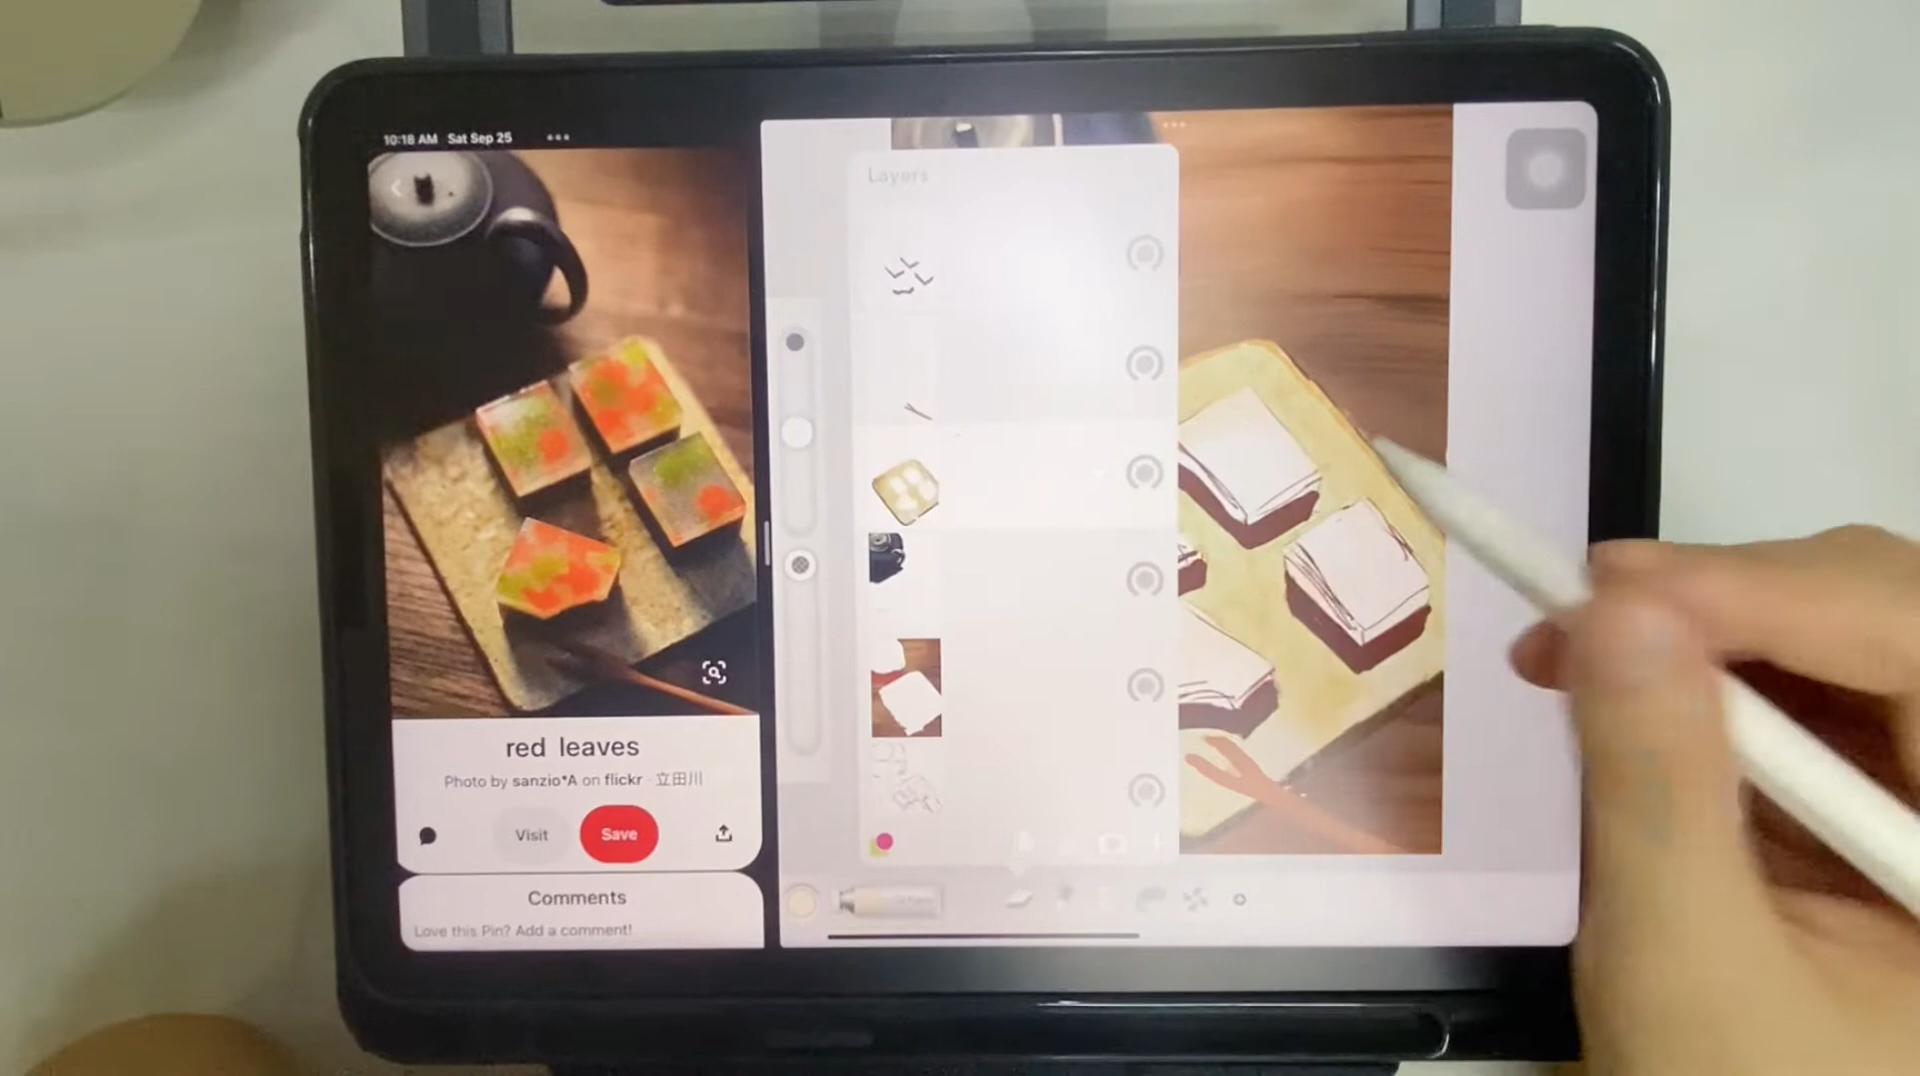 10:18 AM Sat Sep 25
Layers
red leaves
Photo by sanzio*A on flickr · 立田川
Visit
Save
Comments
Love this Pin? Add a comment!